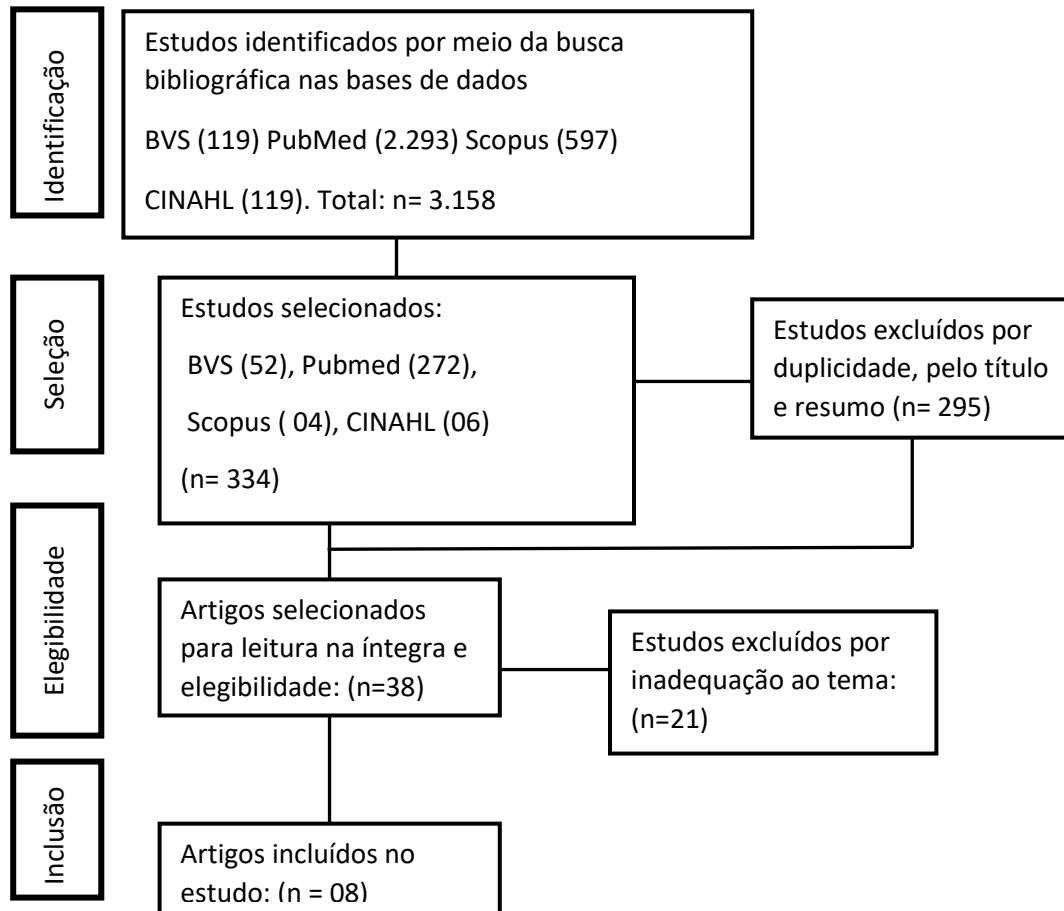 Identificação
Estudos identificados por meio da busca
bibliográfica nas bases de dados
BVS (119) PubMed (2.293) Scopus (597)
CINAHL (119). Total: n= 3.158
Seleção
Estudos selecionados:
BVS (52), Pubmed (272),
Scopus ( 04), CINAHL (06)
(n= 334)
Estudos excluídos por
duplicidade, pelo título
e resumo (n= 295)
Elegibilidade
Artigos selecionados
para leitura na íntegra e
elegibilidade: (n=38)
Estudos excluídos por
inadequação ao tema:
(n=21)
Inclusão
Artigos incluídos no
estudo: (n = 08)